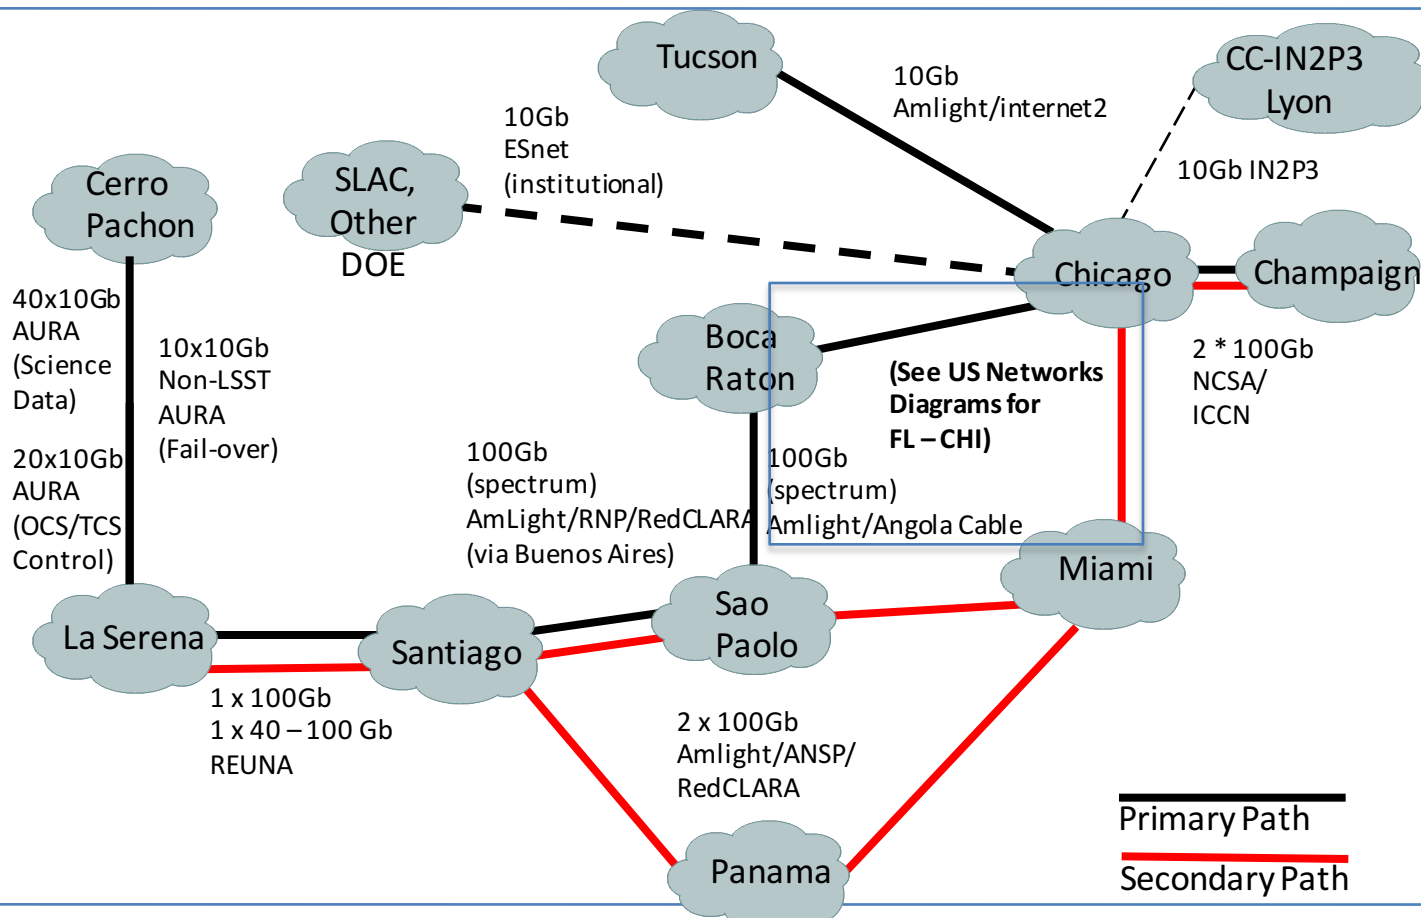 Tucson
10Gb
Amlight/internet2
CC-IN2P3
Lyon
10Gb
ESnet
(institutional)
10Gb IN2P3
Cerro
Pachon
SLAC,
Other
DOE
Chicago
Champaign
40x10Gb
AURA
(Science
Data)
10x10Gb
Non-LSST
AURA
(Fail-over)
Boca
Raton
(See US Networks
Diagrams for
FL – CHI)
2 * 100Gb
NCSA/
ICCN
20x10Gb
AURA
(OCS/TCS
Control)
100Gb
(spectrum)
AmLight/RNP/RedCLARA
(via Buenos Aires)
100Gb
(spectrum)
Amlight/Angola Cable
Miami
La Serena
Santiago
Sao
Paolo
1 x 100Gb
1 x 40 – 100 Gb
REUNA
2 x 100Gb
Amlight/ANSP/
RedCLARA
Panama
Primary Path
Secondary Path